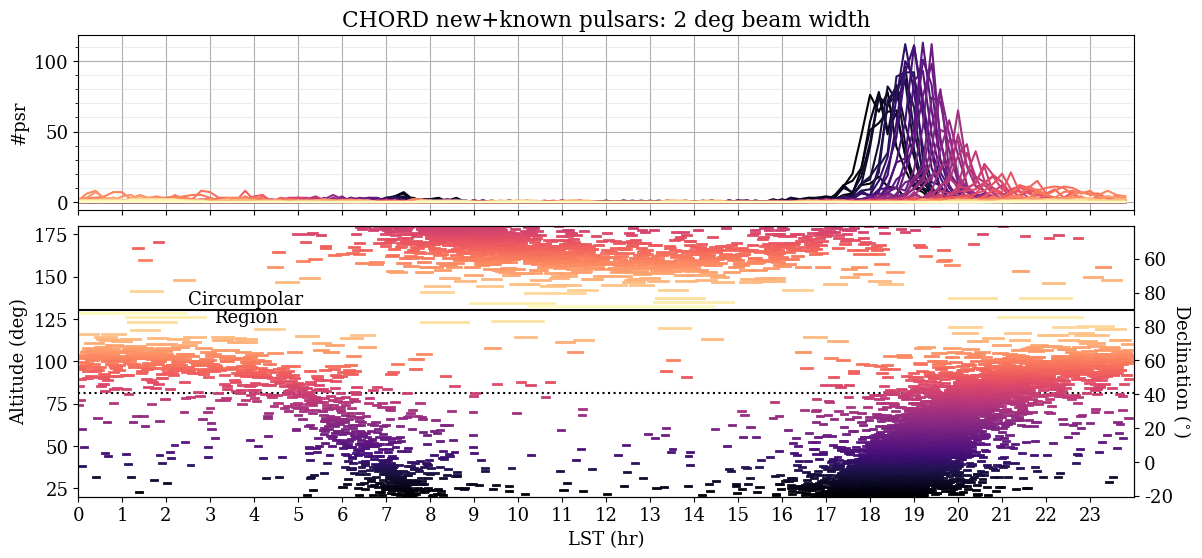 CHORD new+known pulsars: 2 deg beam width
#psr
100
50
0
Altitude (deg)
175
150
125
100
75
50
25
Circumpolar
Region
60
80
80
60
40
20
0
-20
Declination (°)
0 1 2 3 4 5 6 7 8 9 10 11 12 13 14 15 16 17 18 19 20 21 22 23
LST (hr)